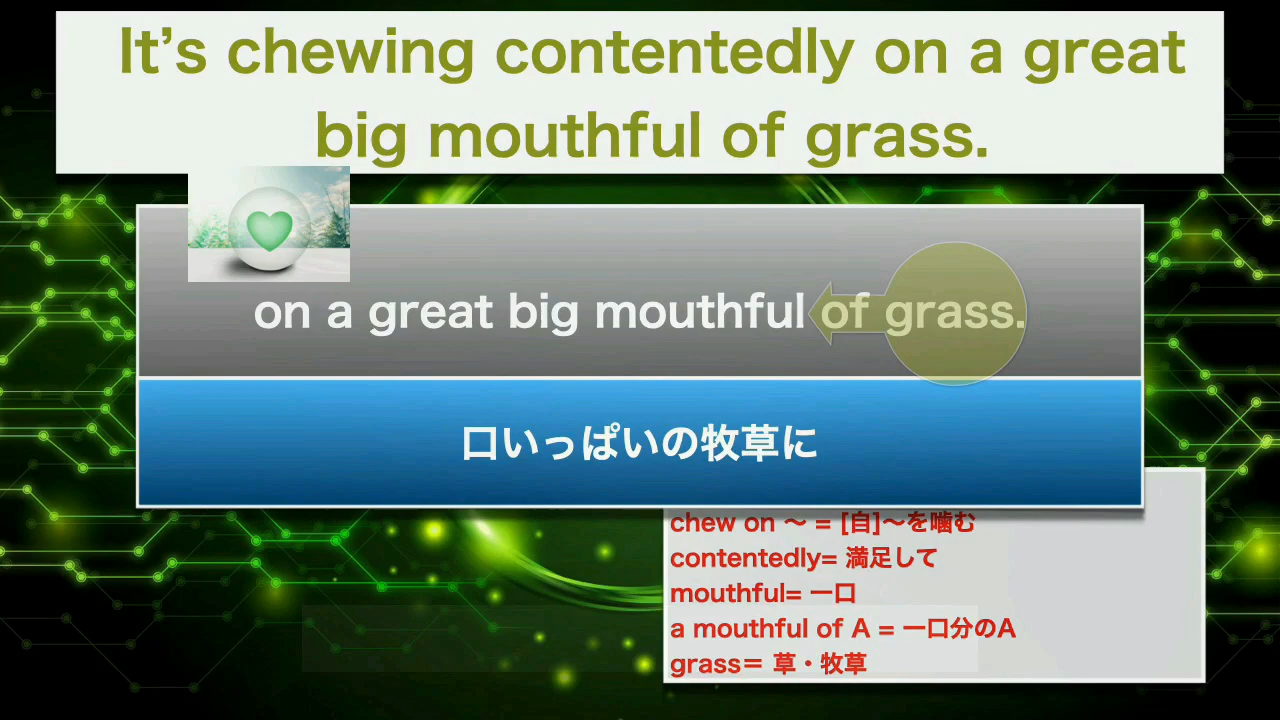 It’s chewing contentedly on a great
big mouthful of grass.
on a great big mouthful of grass.
口いっぱいの牧草に
chew on 〜 = [自]〜を噛む
contentedly= 満足して
mouthful= 一口
a mouthful of A = 一口分のA
grass＝ 草・牧草